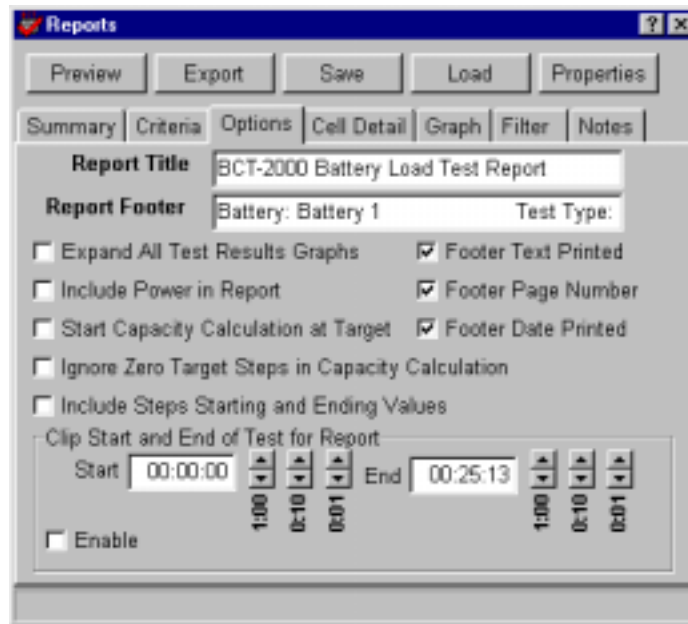 Reports
Preview Export Save Load Properties
Summary Criteria Options Cell Detail Graph Filter Notes
Report Title BCT-2000 Battery Load Test Report
Report Footer Battery: Battery 1 Test Type:
Expand All Test Results Graphs Footer Text Printed
Include Power in Report Footer Page Number
Start Capacity Calculation at Target Footer Date Printed
Ignore Zero Target Steps in Capacity Calculation
Include Steps Starting and Ending Values
Clip Start and End of Test for Report
Start 00:00:00 End 00:25:13
1:00 0:10 0:01 1:00 0:10 0:01
Enable